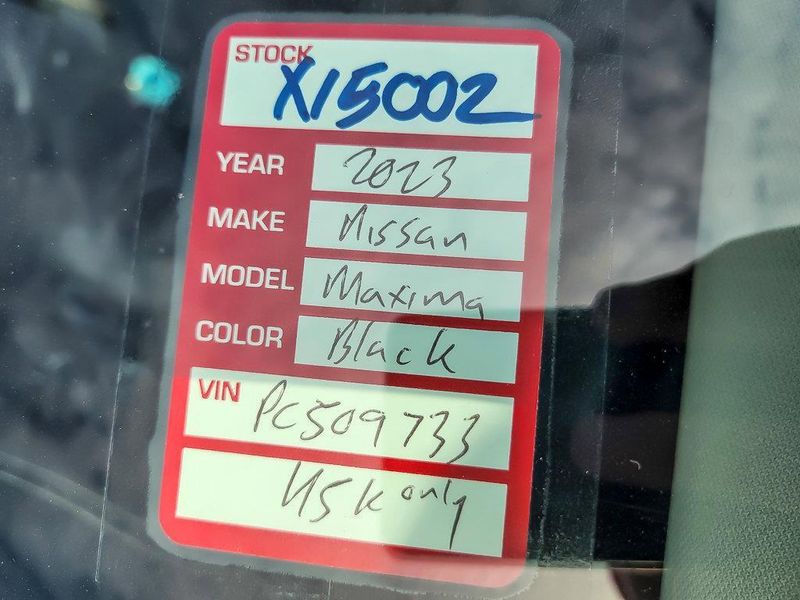 STOCK X15002
YEAR 2023
MAKE Nissan
MODEL Maxima
COLOR Black
VIN PC509733
45k only